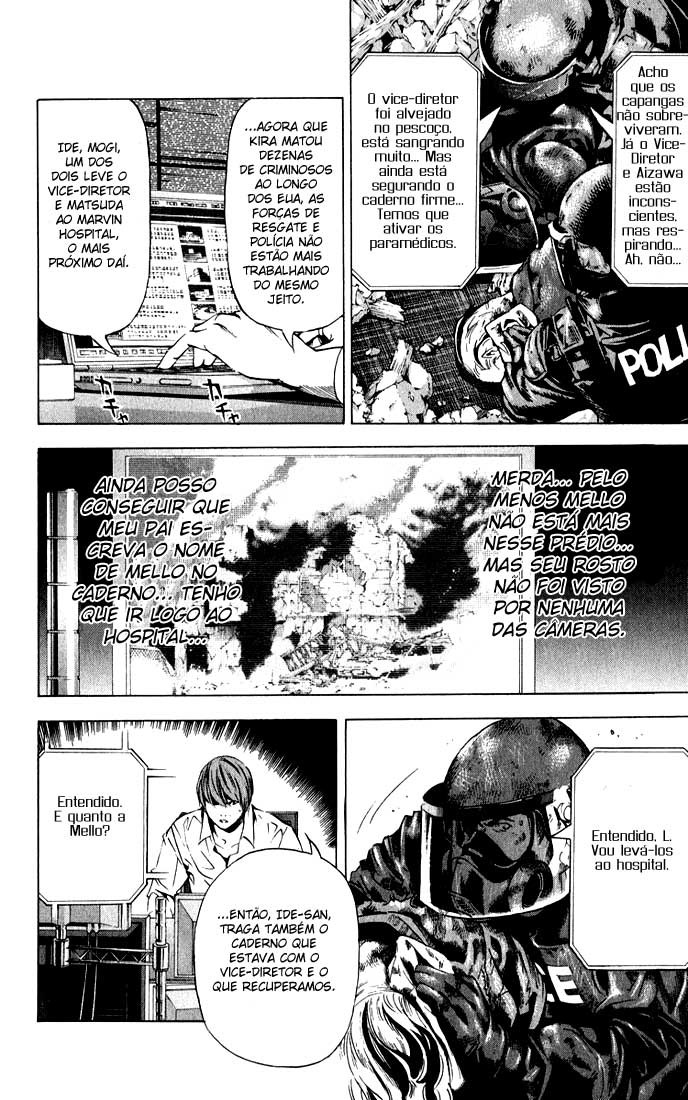 Acho
que os
capangas
não sobre-
viveram.
Já o Vice-
Diretor
e Aizawa
estão
incons-
cientes,
mas res-
pirando...
Ah, não...
O vice-diretor
foi alvejado
no pescoço,
está sangrando
muito... Mas
ainda está
segurando o
caderno firme...
Temos que
ativar os
paramédicos.
POLI
...AGORA QUE
KIRA MATOU
DEZENAS
DE CRIMINOSOS
AO LONGO
DOS EUA, AS
FORÇAS DE
RESGATE E
POLÍCIA NÃO
ESTÃO MAIS
TRABALHANDO
DO MESMO
JEITO.
IDE, MOGI,
UM DOS
DOIS LEVE O
VICE-DIRETOR
E MATSUDA
AO MARVIN
HOSPITAL,
O MAIS
PRÓXIMO DAÍ.
カチャ
カチャ
MERDA... PELO
MENOS MELLO
NÃO ESTÁ MAIS
NESSE PRÉDIO...
MAS SEU ROSTO
NÃO FOI VISTO
POR NENHUMA
DAS CÂMERAS.
AINDA POSSO
CONSEGUIR QUE
MEU PAI ES-
CREVA O NOME
DE MELLO NO
CADERNO... TENHO
QUE IR LOGO AO
HOSPITAL...
Entendido, L.
Vou levá-los
ao hospital.
ICE
...ENTÃO, IDE-SAN,
TRAGA TAMBÉM O
CADERNO QUE
ESTAVA COM O
VICE-DIRETOR E O
QUE RECUPERAMOS.
Entendido.
E quanto a
Mello?